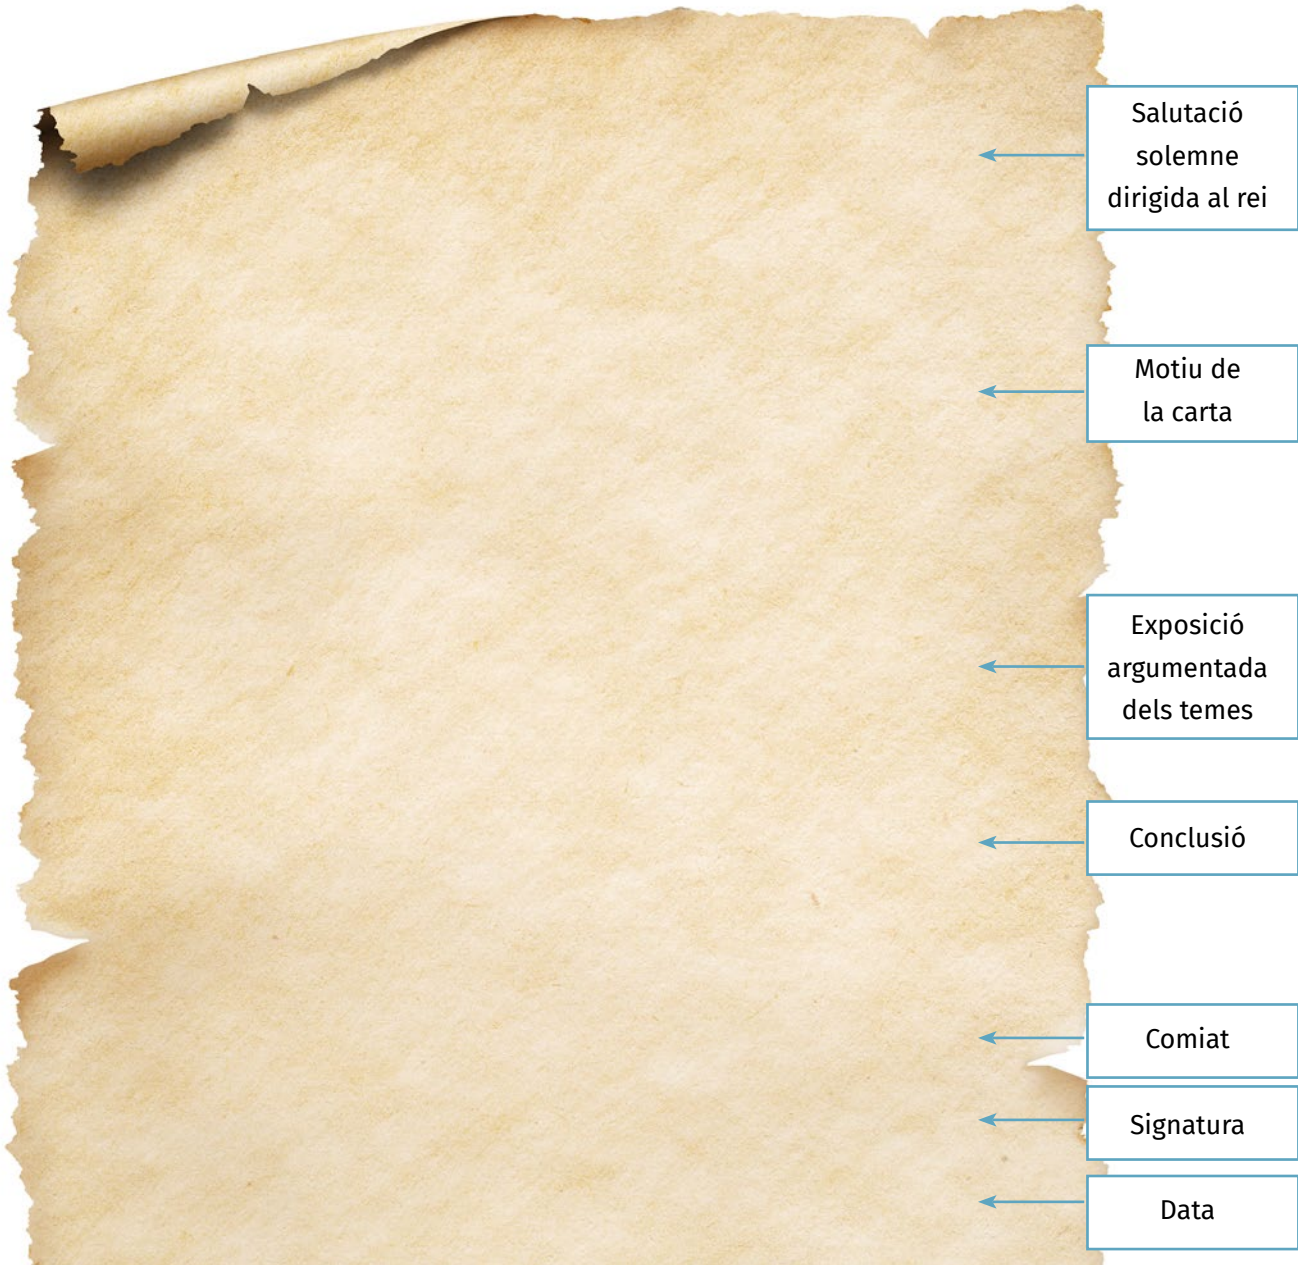 Salutació
solemne
dirigida al rei
Motiu de
la carta
Exposició
argumentada
dels temes
Conclusió
Comiat
Signatura
Data